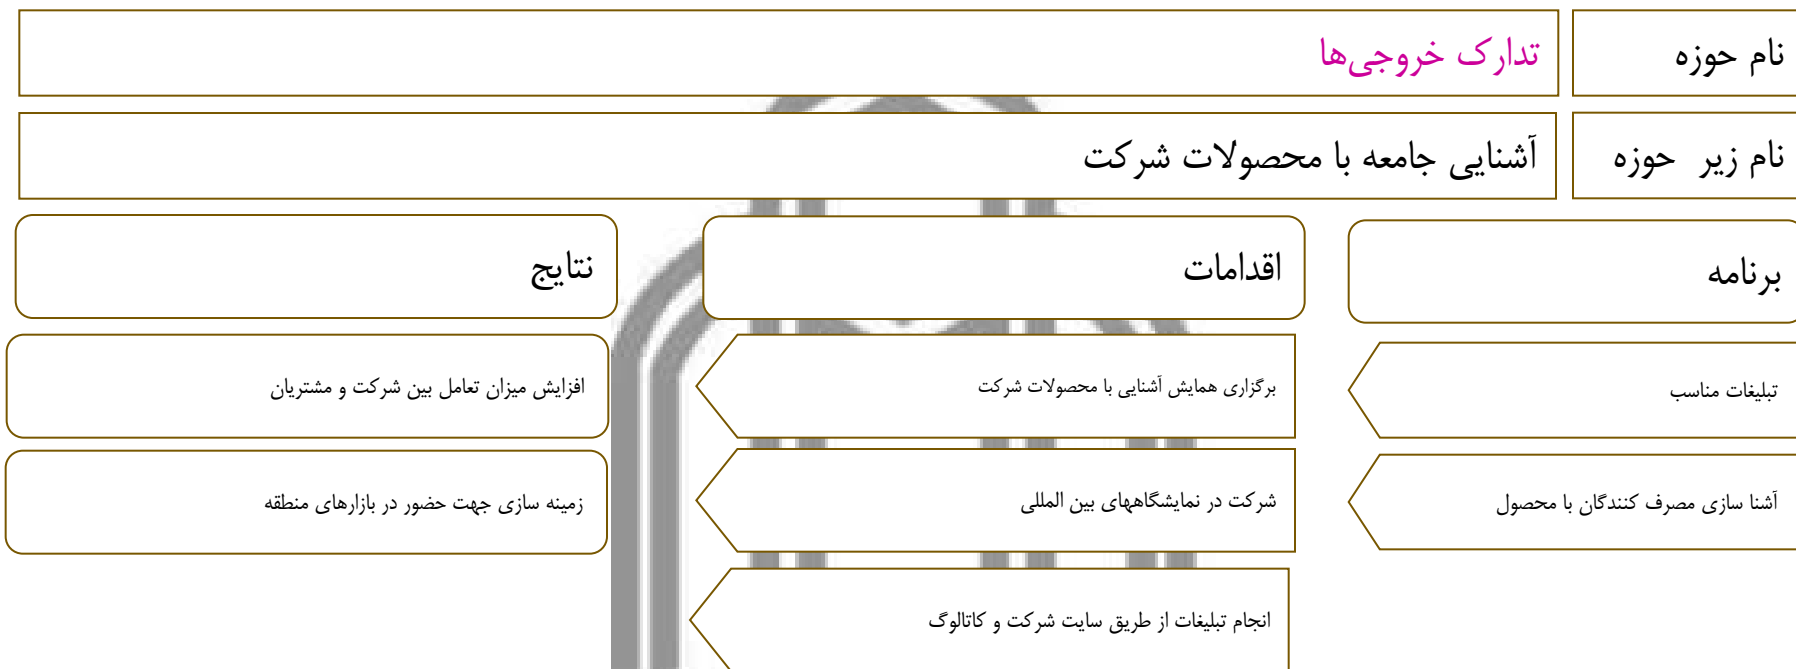 نام حوزه
تدارک خروجی‌ها
نام زیر حوزه
آشنایی جامعه با محصولات شرکت
برنامه
اقدامات
نتایج
تبلیغات مناسب
برگزاری همایش آشنایی با محصولات شرکت
افزایش میزان تعامل بین شرکت و مشتریان
آشنا سازی مصرف کنندگان با محصول
شرکت در نمایشگاههای بین المللی
زمینه سازی جهت حضور در بازارهای منطقه
انجام تبلیغات از طریق سایت شرکت و کاتالوگ